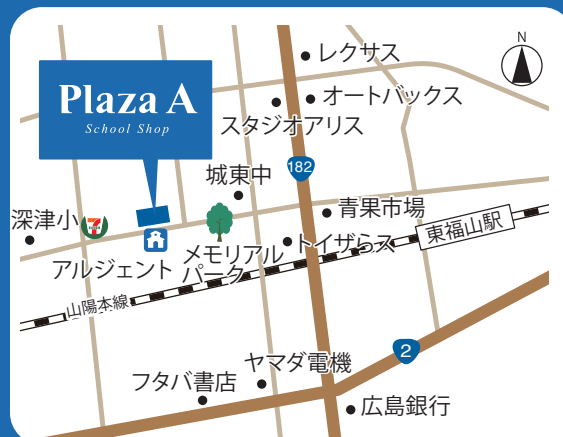 N
レクサス
オートバックス
スタジオアリス
Plaza A
School Shop
182
城東中
青果市場
深津小
7
アルジェント
メモリアル
パーク
トイザらス
東福山駅
山陽本線
2
ヤマダ電機
フタバ書店
広島銀行